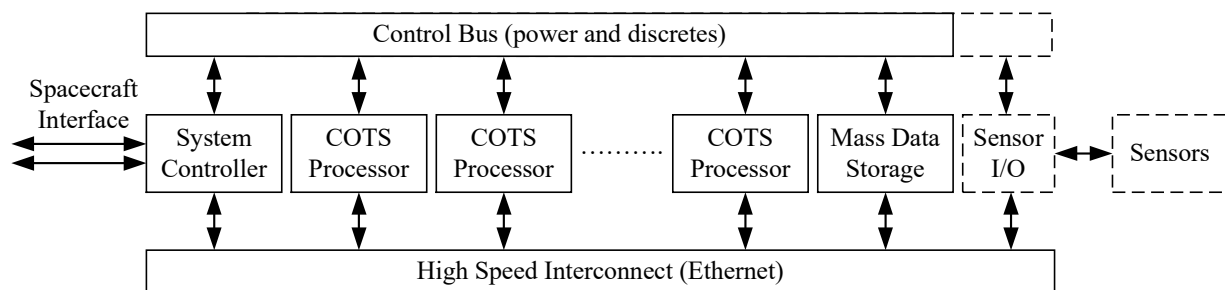 Control Bus (power and discretes)
Spacecraft
Interface
System
Controller
COTS
Processor
COTS
Processor
……….
COTS
Processor
Mass Data
Storage
Sensor
I/O
Sensors
High Speed Interconnect (Ethernet)